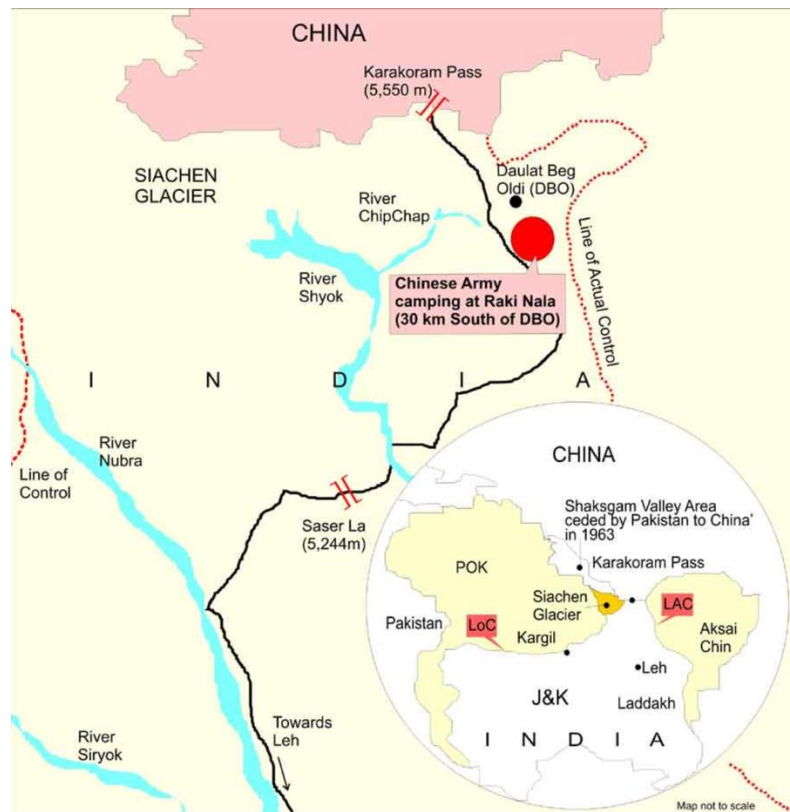 CHINA
Karakoram Pass
(5,550 m)
SIACHEN
GLACIER
Daulat Beg
Oldi (DBO)
River
ChipChap
River
Shyok
Chinese Army
camping at Raki Nala
(30 km South of DBO)
Line of Actual Control
I N D I A
River
Nubra
Line of
Control
Saser La
(5,244m)
CHINA
Shaksgam Valley Area
ceded by Pakistan to China'
in 1963
Karakoram Pass
POK
Siachen
Glacier
LAC
Pakistan
LoC
Kargil
Aksai
Chin
Leh
J&K
Laddakh
I N D I A
River
Siryok
Towards
Leh
Map not to scale